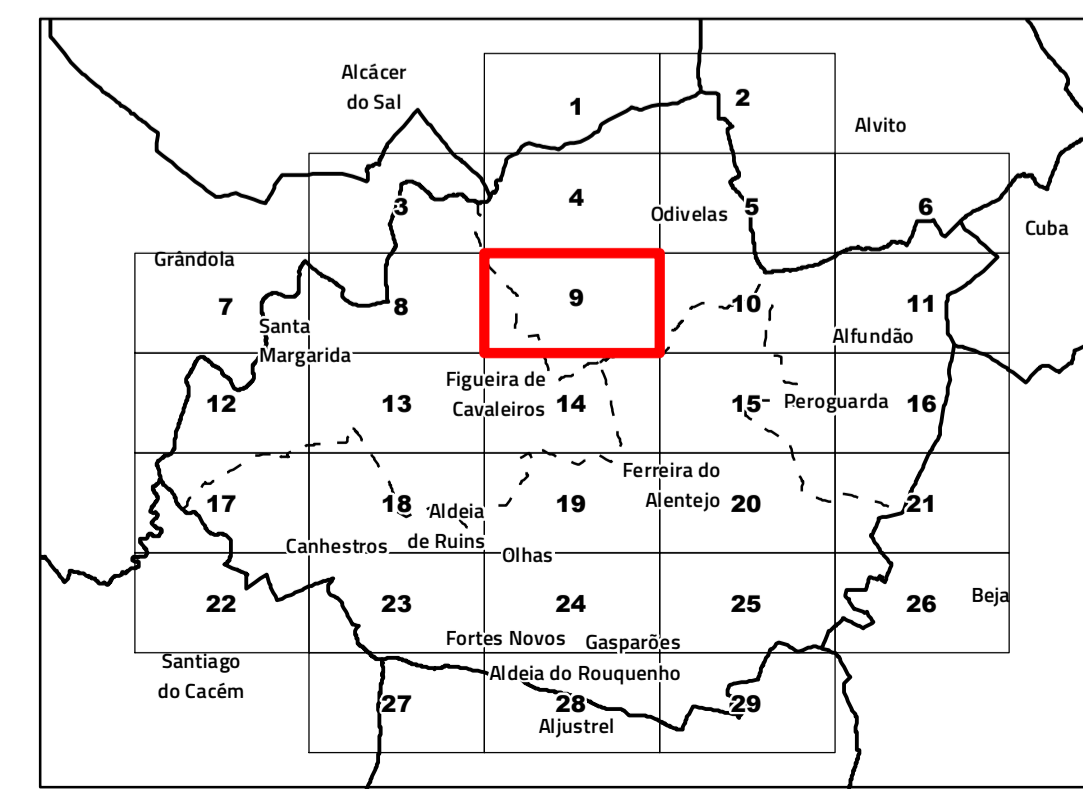 Alcácer
do Sal
1
2
Alvito
3
4
Odivelas
5
6
Cuba
Grândola
7
Santa
Margarida
8
9
10
11
Alfundão
12
13
Figueira de
Cavaleiros
14
15
Peroguarda
16
17
18
Aldeia
de Ruins
19
Ferreira do
Alentejo
20
21
Canhestros
Olhas
22
23
24
25
26
Beja
Fortes Novos
Gasparões
Santiago
do Cacém
Aldeia do Rouquenho
27
28
29
Aljustrel